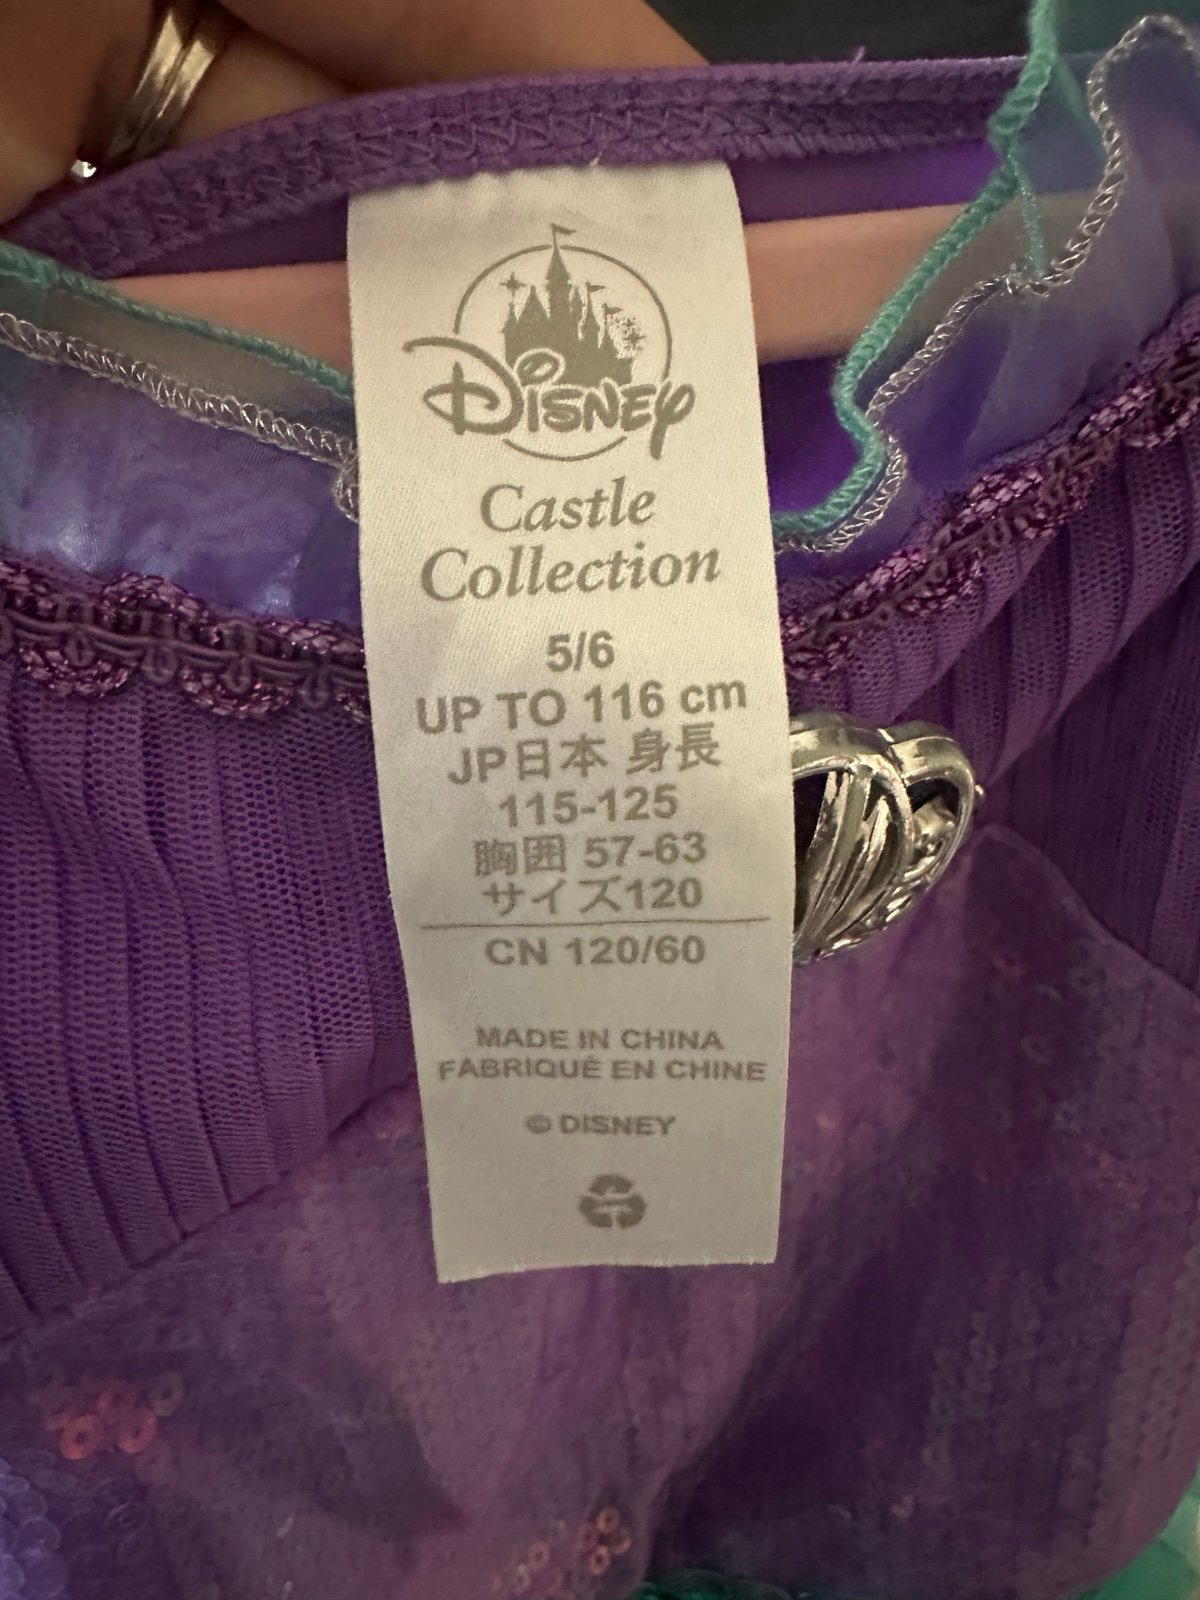 Disney
Castle
Collection
5/6
UP TO 116 cm
JP日本 身長
115-125
胸囲 57-63
サイズ120
CN 120/60
MADE IN CHINA
FABRIQUÉ EN CHINE
© DISNEY